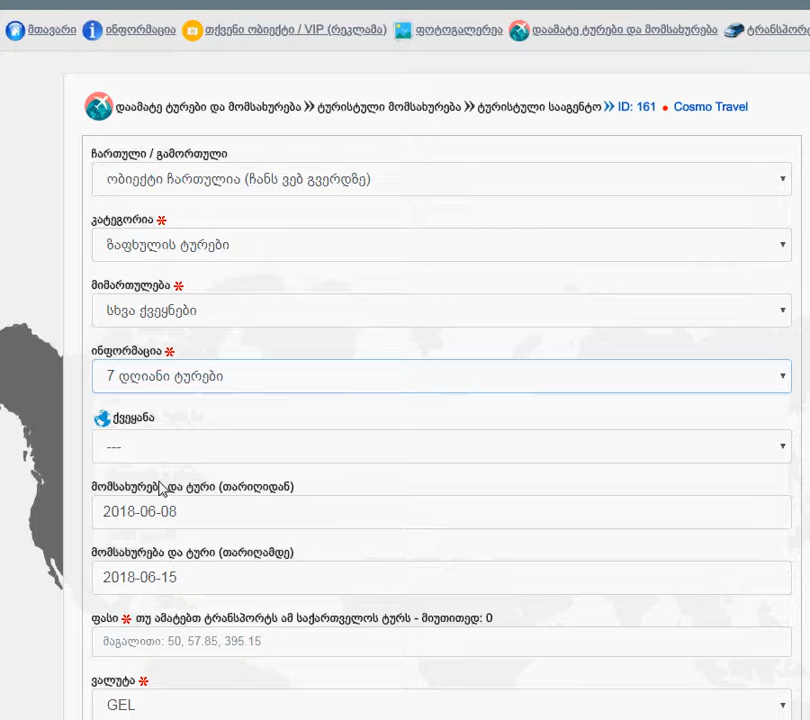 მთავარი ინფორმაცია თქვენი ობიექტი / VIP (რეკლამა) ფოტოგალერეა დაამატე ტურები და მომსახურება
დაამატე ტურები და მომსახურება » ტურისტული მომსახურება » ტურისტული სააგენტო » ID: 161 • Cosmo Travel
ჩართული / გამორთული
ობიექტი ჩართულია (ჩანს ვებ გვერდზე)
კატეგორია *
ზაფხულის ტურები
მიმართულება *
სხვა ქვეყნები
ინფორმაცია *
7 დღიანი ტურები
ქვეყანა
---
მომსახურება და ტური (თარიღიდან)
2018-06-08
მომსახურება და ტური (თარიღამდე)
2018-06-15
ფასი * თუ ამატებთ ტრანსპორტს ამ საქართველოს ტურს - მიუთითედ: 0
მაგალითი: 50, 57.85, 395.15
ვალუტა *
GEL